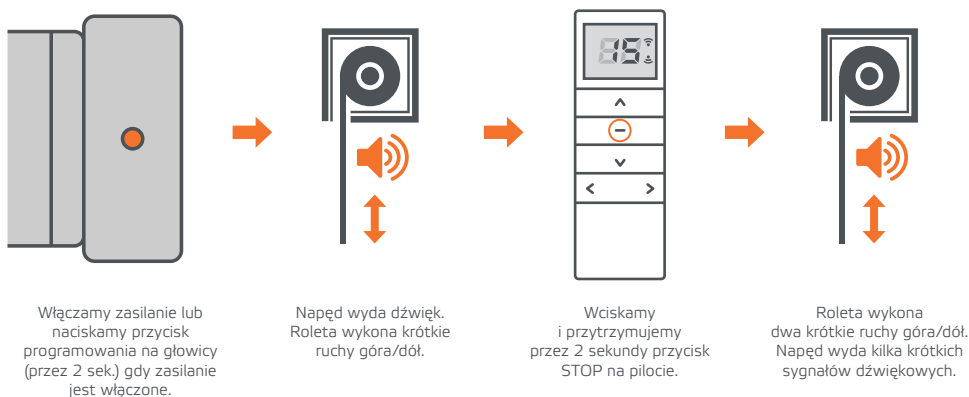 15
Włączamy zasilanie lub
naciskamy przycisk
programowania na głowicy
(przez 2 sek.) gdy zasilanie
jest włączone.
Napęd wyda dźwięk.
Roleta wykona krótkie
ruchy góra/dół.
Wciskamy
i przytrzymujemy
przez 2 sekundy przycisk
STOP na pilocie.
Roleta wykona
dwa krótkie ruchy góra/dół.
Napęd wyda kilka krótkich
sygnałów dźwiękowych.